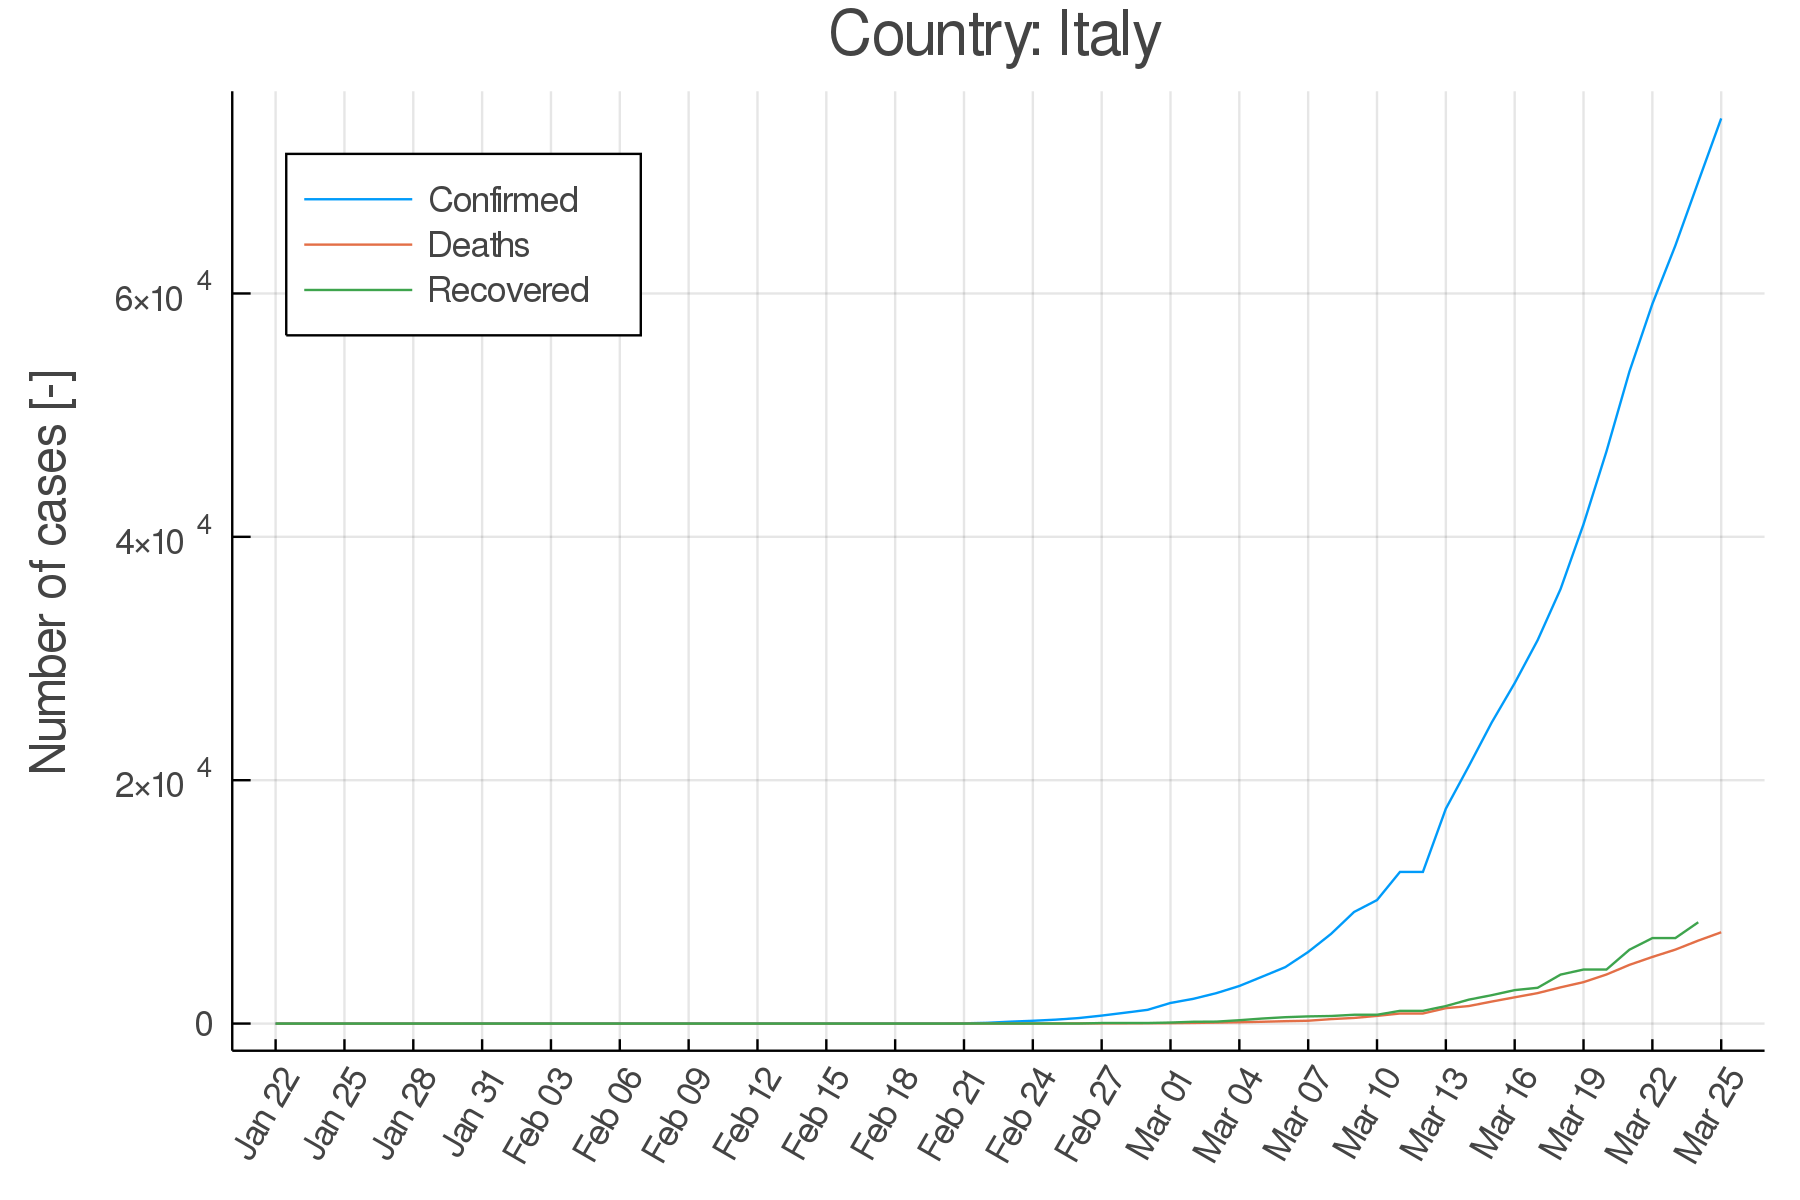 Country: Italy
Confirmed
Deaths
Recovered
Number of cases [-]
6×10 4
4×10 4
2×10 4
0
Jan 22
Jan 25
Jan 28
Jan 31
Feb 03
Feb 06
Feb 09
Feb 12
Feb 15
Feb 18
Feb 21
Feb 24
Feb 27
Mar 01
Mar 04
Mar 07
Mar 10
Mar 13
Mar 16
Mar 19
Mar 22
Mar 25